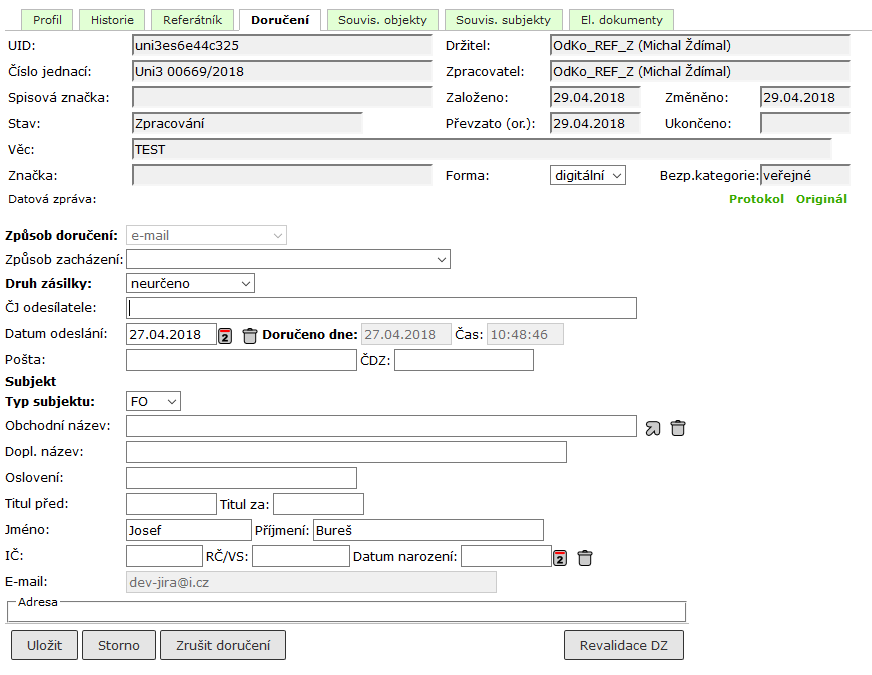 Profil Historie Referátník Doručení Souvis. objekty Souvis. subjekty El. dokumenty
UID: uni3es6e44c325 Držitel: OdKo_REF_Z (Michal Ždímal)
Číslo jednací: Uni3 00669/2018 Zpracovatel: OdKo_REF_Z (Michal Ždímal)
Spisová značka: Založeno: 29.04.2018 Změněno: 29.04.2018
Stav: Zpracování Převzato (or.): 29.04.2018 Ukončeno:
Věc: TEST
Značka: Forma: digitální Bezp.kategorie: veřejné
Datová zpráva: Protokol Originál
Způsob doručení: e-mail
Způsob zacházení:
Druh zásilky: neurčeno
ČJ odesílatele:
Datum odeslání: 27.04.2018 2 Doručeno dne: 27.04.2018 Čas: 10:48:46
Pošta: ČDZ:
Subjekt
Typ subjektu: FO
Obchodní název:
Dopl. název:
Oslovení:
Titul před: Titul za:
Jméno: Josef Příjmení: Bureš
IČ: RČ/VS: Datum narození: 2
E-mail: dev-jira@i.cz
Adresa
Uložit Storno Zrušit doručení Revalidace DZ